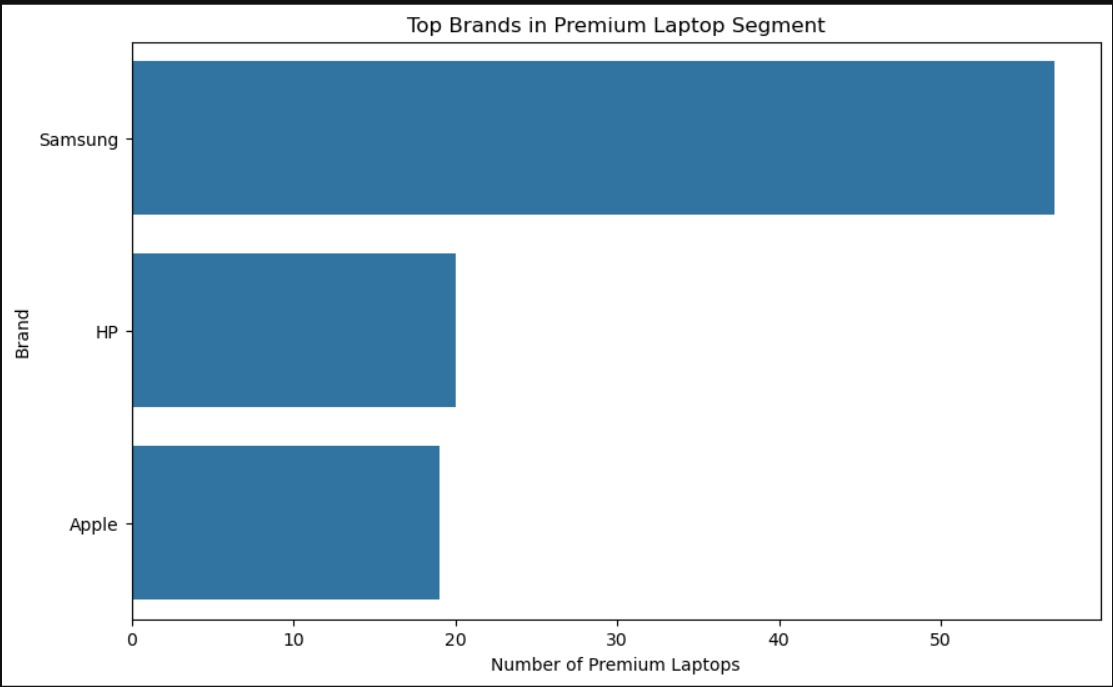 Top Brands in Premium Laptop Segment
Samsung
HP
Apple
Brand
0 10 20 30 40 50
Number of Premium Laptops